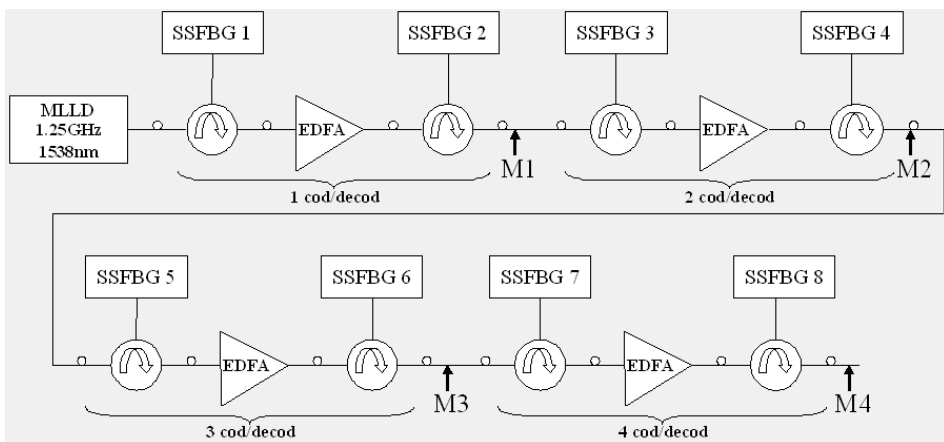 SSFBG 1
SSFBG 2
SSFBG 3
SSFBG 4
MLLD
1.25GHz
1538nm
EDFA
EDFA
M1
M2
1 cod/decod
2 cod/decod
SSFBG 5
SSFBG 6
SSFBG 7
SSFBG 8
EDFA
EDFA
M3
M4
3 cod/decod
4 cod/decod